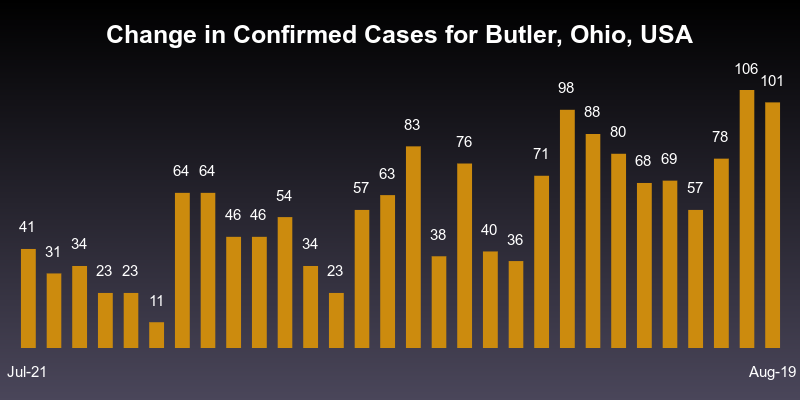 Change in Confirmed Cases for Butler, Ohio, USA
41 31 34 23 23 11 64 64 46 46 54 34 23 57 63 83 38 76 40 36 71 98 88 80 68 69 57 78 106 101
Jul-21 Aug-19